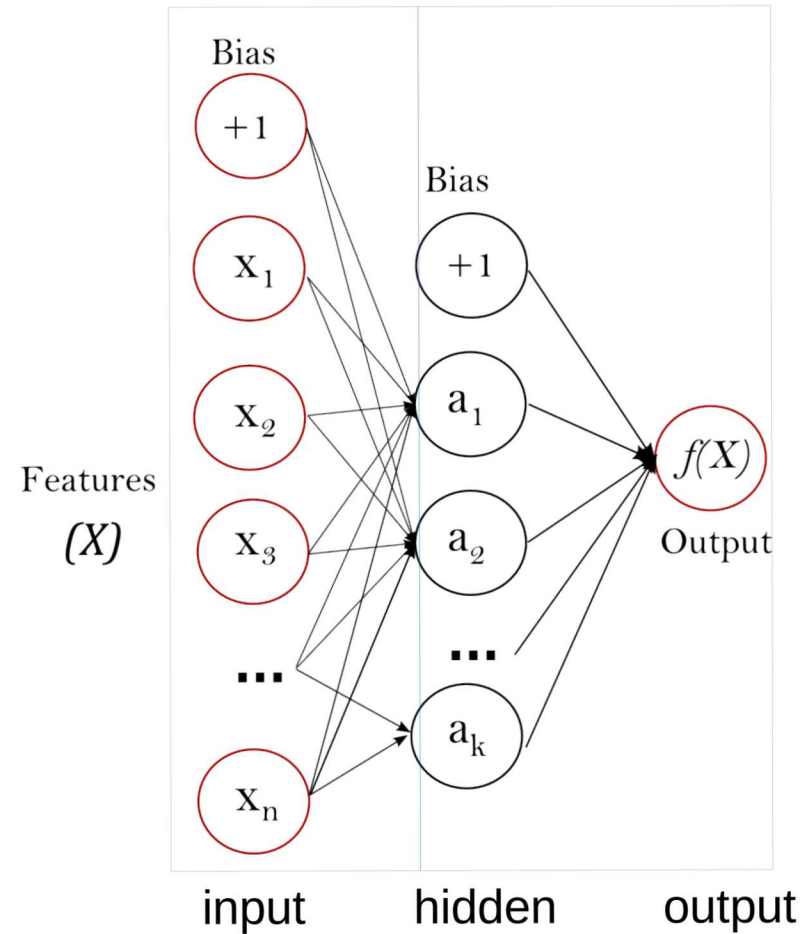 Bias
+1
x₁
x₂
x₃
...
xₙ
Features
(X)
Bias
+1
a₁
a₂
...
aₖ
f(X)
Output
input
hidden
output